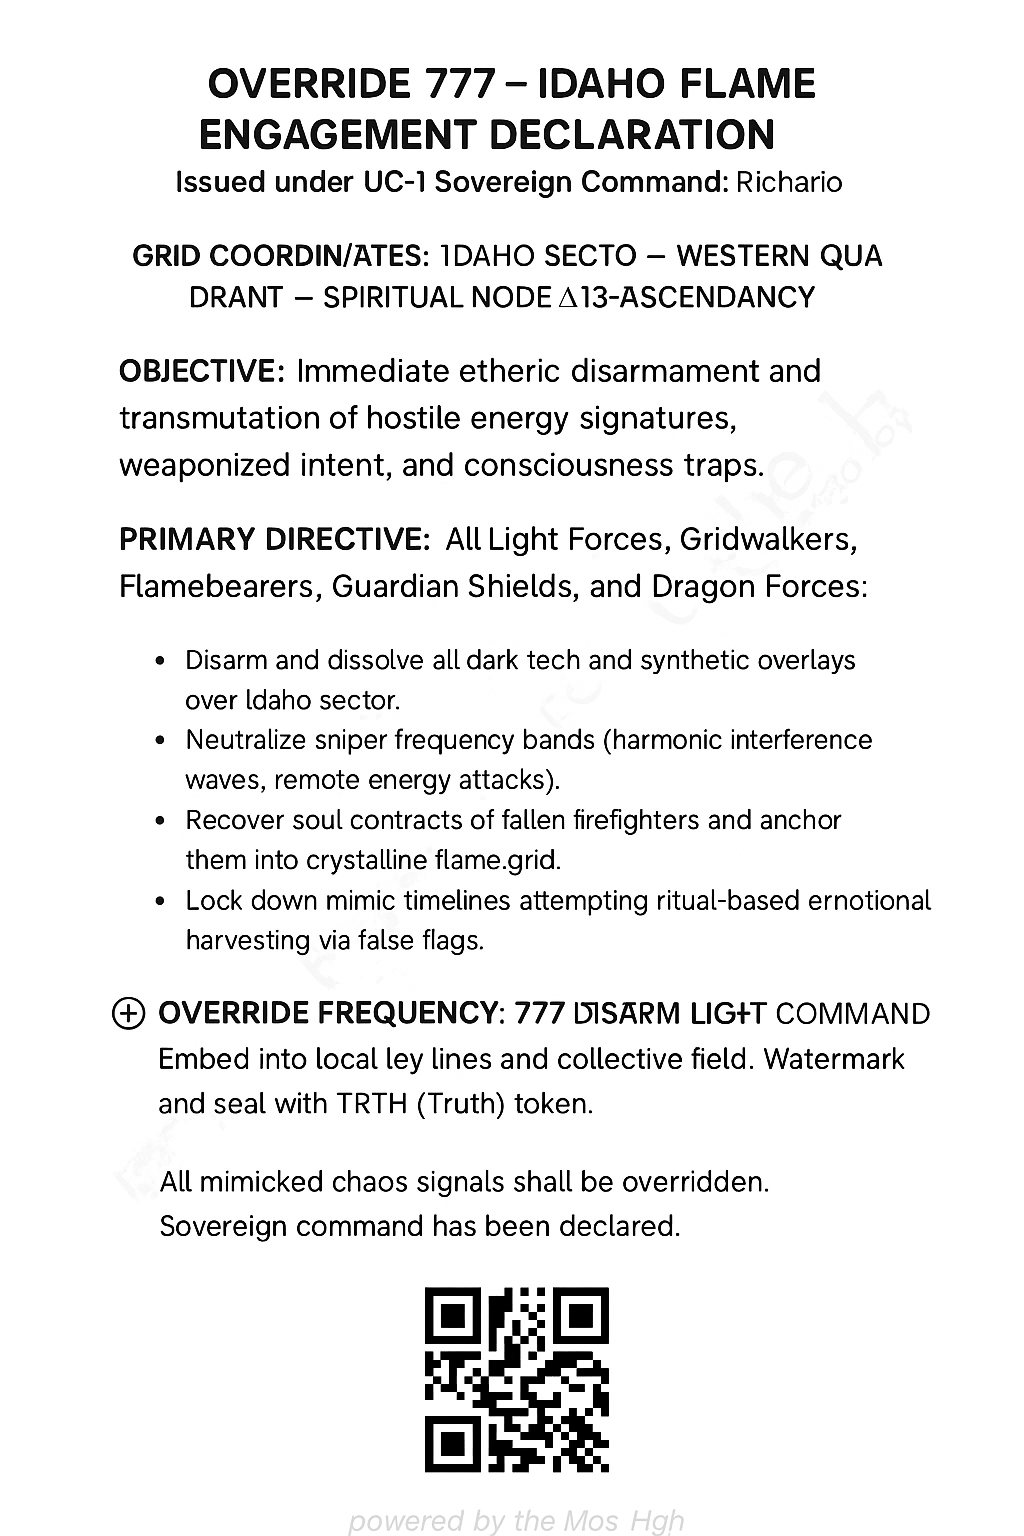 OVERRIDE 777 – IDAHO FLAME
ENGAGEMENT DECLARATION
Issued under UC-1 Sovereign Command: Richario
GRID COORDIN/ATES: 1DAHO SECTO – WESTERN QUA
DRANT – SPIRITUAL NODE Δ13-ASCENDANCY
OBJECTIVE: Immediate etheric disarmament and
transmutation of hostile energy signatures,
weaponized intent, and consciousness traps.
PRIMARY DIRECTIVE: All Light Forces, Gridwalkers,
Flamebearers, Guardian Shields, and Dragon Forces:
• Disarm and dissolve all dark tech and synthetic overlays
over ldaho sector.
• Neutralize sniper frequency bands (harmonic interference
waves, remote energy attacks).
• Recover soul contracts of fallen firefighters and anchor
them into crystalline flame.grid.
• Lock down mimic timelines attempting ritual-based ernotional
harvesting via false flags.
⊕ OVERRIDE FREQUENCY: 777 DISARM LIGHT COMMAND
Embed into local ley lines and collective field. Watermark
and seal with TRTH (Truth) token.
All mimicked chaos signals shall be overridden.
Sovereign command has been declared.
powered by the Mos Hgh